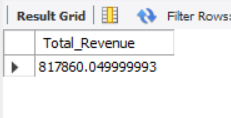 Result Grid Filter Rows:
Total_Revenue
817860.049999993